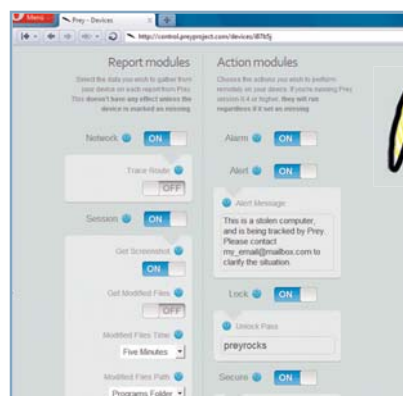 Menu
Prey - Devices
http://control.preyproject.com/devices/i87b5j
Report modules
Select the data you wish to gather from
your device on each report from Prey.
This doesn't have any effect unless the
device is marked as missing.
Network ON
Trace Route
OFF
Session ON
Get Screenshot
ON
Get Modified Files
OFF
Modified Files Time
Five Minutes
Modified Files Path
Programs Folder
Action modules
Choose the actions you wish to perform
remotely on your device. If you're running Prey
version 0.4 or higher, they will run
regardless if it set as missing
Alarm ON
Alert ON
Alert Message
This is a stolen computer,
and is being tracked by Prey.
Please contact
my_email@mailbox.com to
clarify the situation.
Lock ON
Unlock Pass
preyrocks
Secure ON